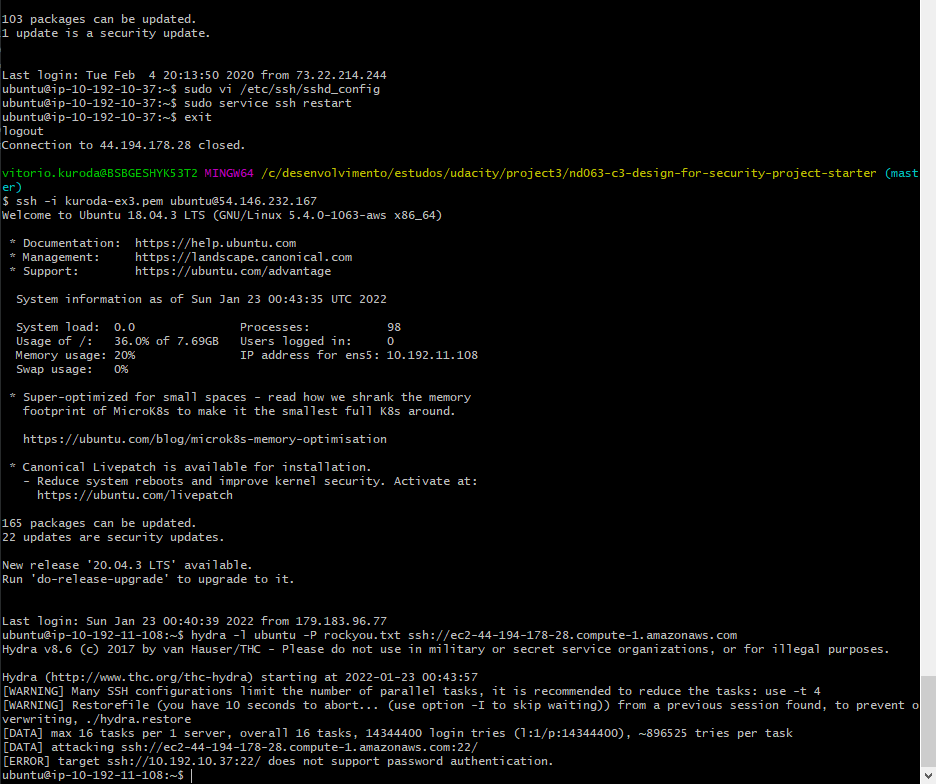 103 packages can be updated.
1 update is a security update.
Last login: Tue Feb  4 20:13:50 2020 from 73.22.214.244
ubuntu@ip-10-192-10-37:~$ sudo vi /etc/ssh/sshd_config
ubuntu@ip-10-192-10-37:~$ sudo service ssh restart
ubuntu@ip-10-192-10-37:~$ exit
logout
Connection to 44.194.178.28 closed.
vitorio.kuroda@BSBGESHYK53T2 MINGW64 /c/desenvolvimento/estudos/udacity/project3/nd063-c3-design-for-security-project-starter (mast
er)
$ ssh -i kuroda-ex3.pem ubuntu@54.146.232.167
Welcome to Ubuntu 18.04.3 LTS (GNU/Linux 5.4.0-1063-aws x86_64)
 * Documentation:  https://help.ubuntu.com
 * Management:     https://landscape.canonical.com
 * Support:        https://ubuntu.com/advantage
  System information as of Sun Jan 23 00:43:35 UTC 2022
  System load:  0.0               Processes:           98
  Usage of /:   36.0% of 7.69GB   Users logged in:     0
  Memory usage: 20%               IP address for ens5: 10.192.11.108
  Swap usage:   0%
 * Super-optimized for small spaces - read how we shrank the memory
   footprint of MicroK8s to make it the smallest full K8s around.
   https://ubuntu.com/blog/microk8s-memory-optimisation
 * Canonical Livepatch is available for installation.
   - Reduce system reboots and improve kernel security. Activate at:
     https://ubuntu.com/livepatch
165 packages can be updated.
22 updates are security updates.
New release '20.04.3 LTS' available.
Run 'do-release-upgrade' to upgrade to it.
Last login: Sun Jan 23 00:40:39 2022 from 179.183.96.77
ubuntu@ip-10-192-11-108:~$ hydra -l ubuntu -P rockyou.txt ssh://ec2-44-194-178-28.compute-1.amazonaws.com
Hydra v8.6 (c) 2017 by van Hauser/THC - Please do not use in military or secret service organizations, or for illegal purposes.
Hydra (http://www.thc.org/thc-hydra) starting at 2022-01-23 00:43:57
[WARNING] Many SSH configurations limit the number of parallel tasks, it is recommended to reduce the tasks: use -t 4
[WARNING] Restorefile (you have 10 seconds to abort... (use option -I to skip waiting)) from a previous session found, to prevent o
verwriting, ./hydra.restore
[DATA] max 16 tasks per 1 server, overall 16 tasks, 14344400 login tries (l:1/p:14344400), ~896525 tries per task
[DATA] attacking ssh://ec2-44-194-178-28.compute-1.amazonaws.com:22/
[ERROR] target ssh://10.192.10.37:22/ does not support password authentication.
ubuntu@ip-10-192-11-108:~$